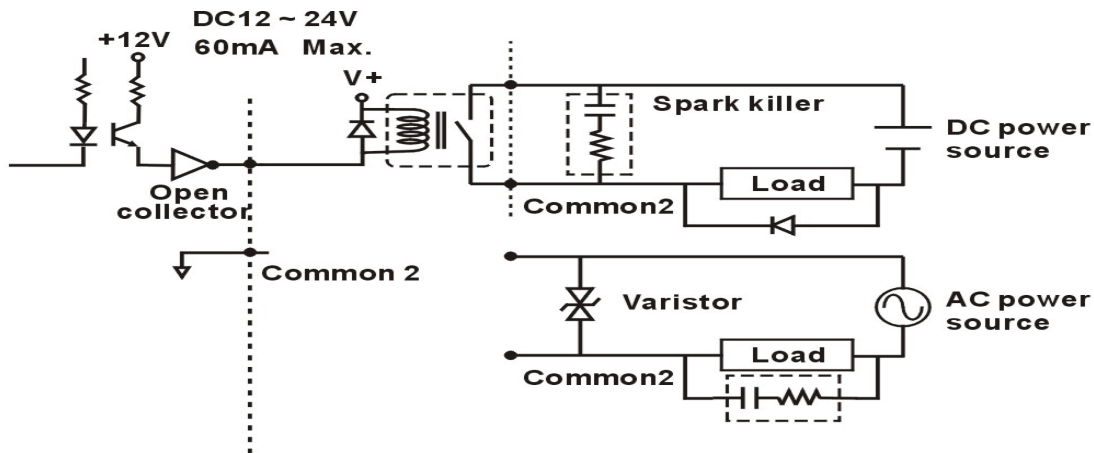 DC12 ~ 24V
+12V
60mA Max.
V+
Spark killer
DC power
source
Load
Open
collector
Common2
Common 2
Varistor
AC power
source
Load
Common2